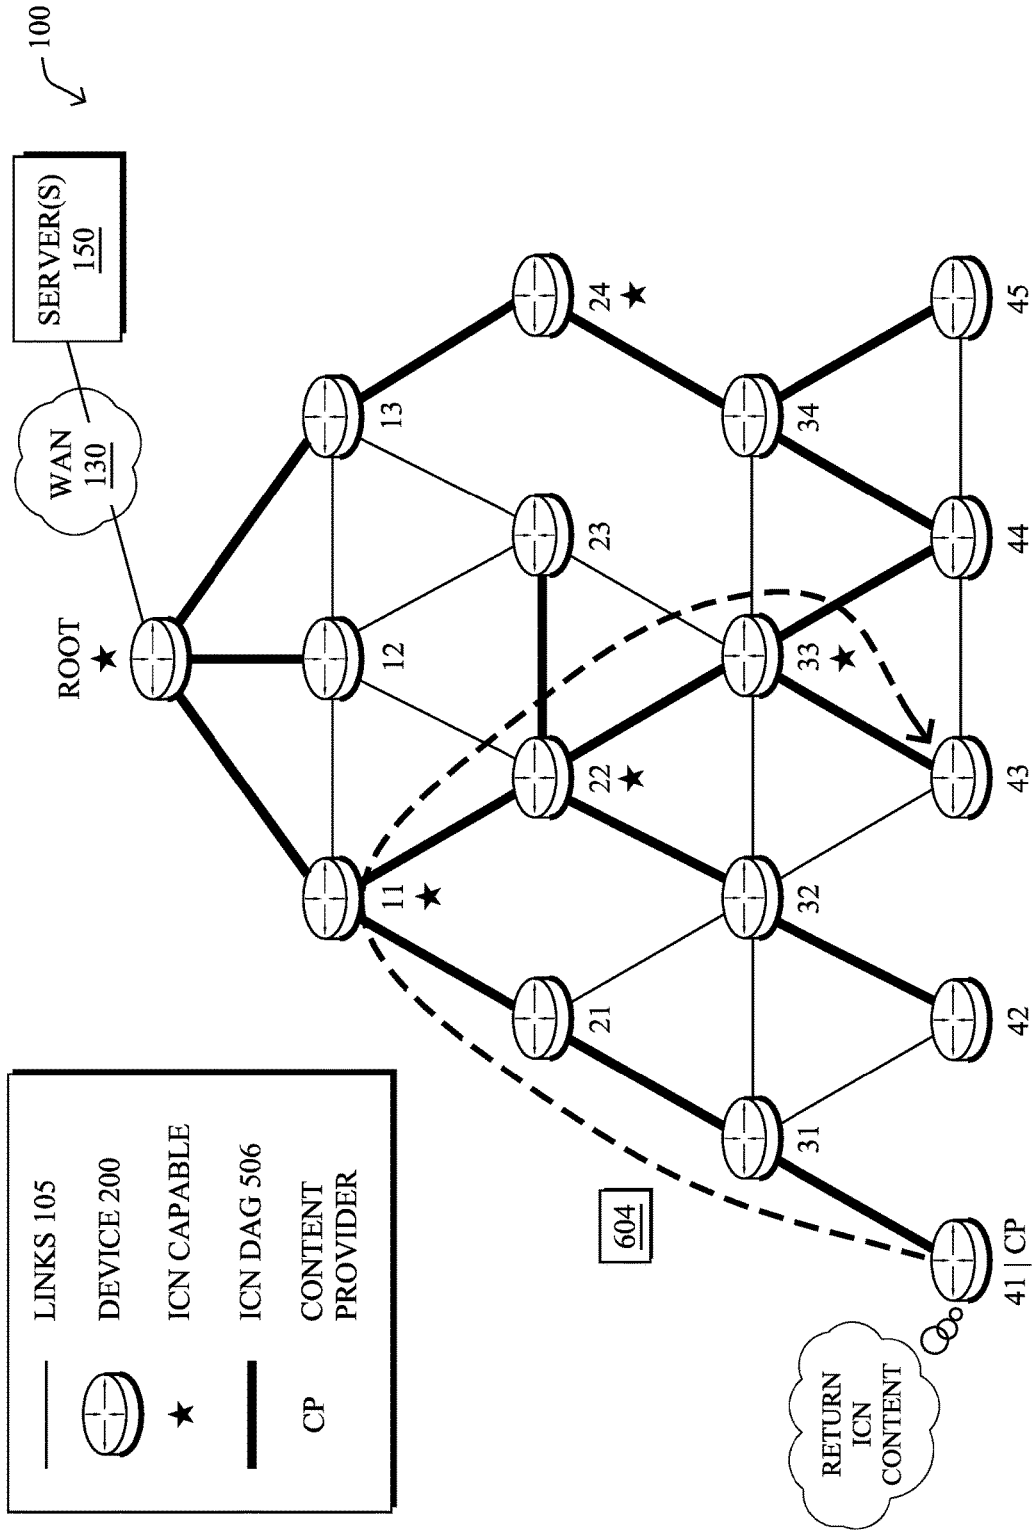 100
SERVER(S)
150
WAN
130
ROOT
11
12
13
21
22
23
24
31
32
33
34
41 | CP
42
43
44
45
604
RETURN
ICN
CONTENT
LINKS 105
DEVICE 200
ICN CAPABLE
ICN DAG 506
CP CONTENT
PROVIDER